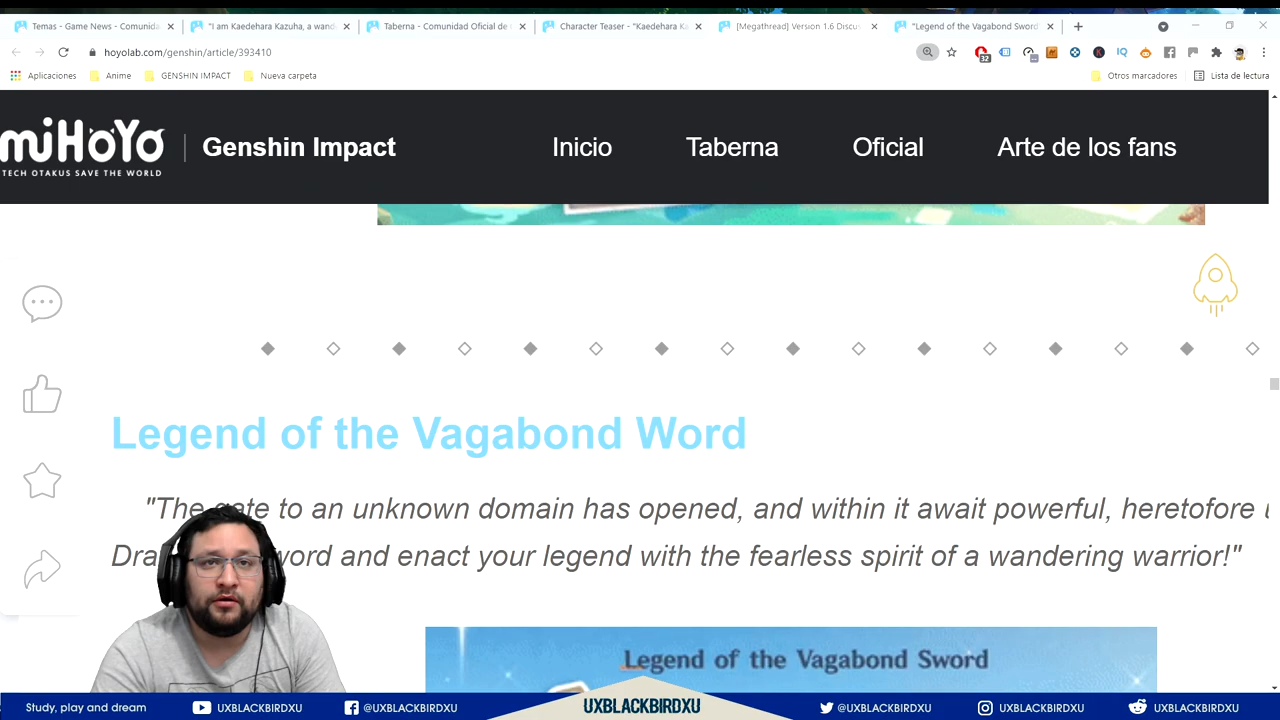 Temas - Game News - Comunida
"I am Kaedehara Kazuha, a wand
Taberna - Comunidad Oficial de
Character Teaser - "Kaedehara K
[Megathread] Version 1.6 Discus
"Legend of the Vagabond Sword"
hoyolab.com/genshin/article/393410
32
IQ
Aplicaciones
Anime
GENSHIN IMPACT
Nueva carpeta
Otros marcadores
Lista de lectura
miHoYo
TECH OTAKUS SAVE THE WORLD
Genshin Impact
Inicio
Taberna
Oficial
Arte de los fans
Legend of the Vagabond Word
"The gate to an unknown domain has opened, and within it await powerful, heretofore
Dra word and enact your legend with the fearless spirit of a wandering warrior!"
Legend of the Vagabond Sword
Study, play and dream
UXBLACKBIRDXU
@UXBLACKBIRDXU
UXBLACKBIRDXU
@UXBLACKBIRDXU
UXBLACKBIRDXU
UXBLACKBIRDXU